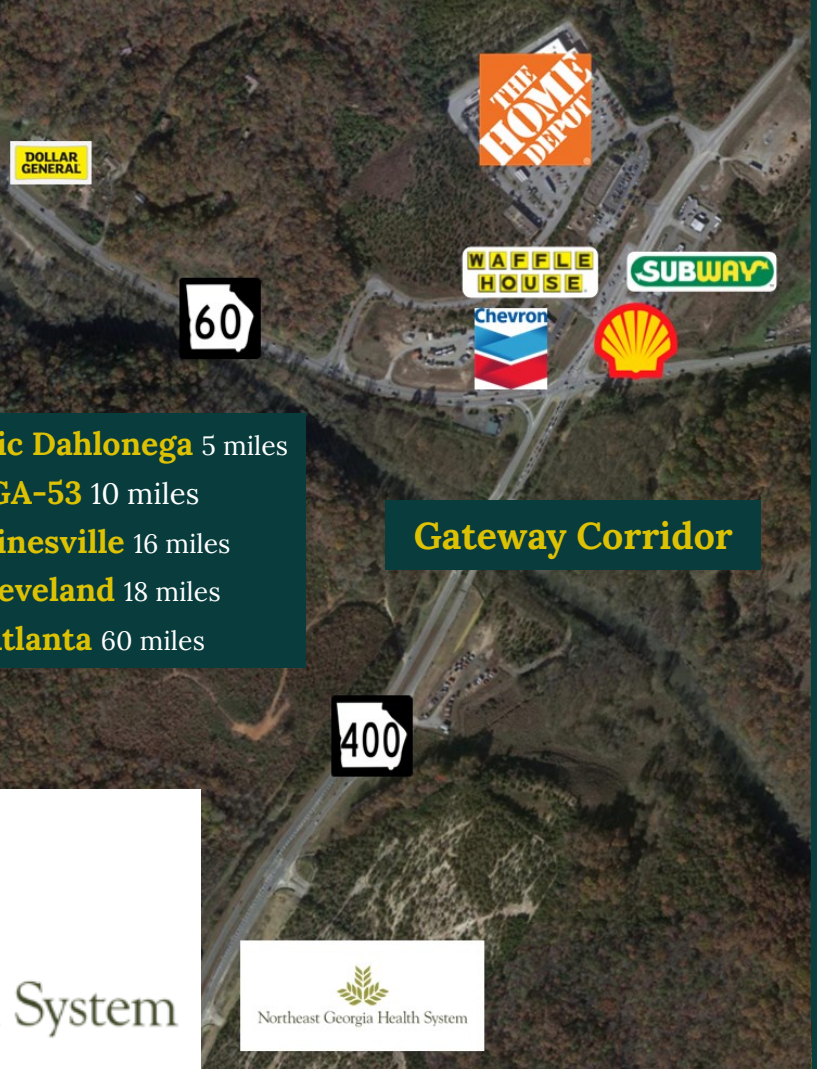 THE
HOME
DEPOT
DOLLAR
GENERAL
WAFFLE
HOUSE
SUBWAY
60
Chevron
ic Dahlonega 5 miles
GA-53 10 miles
inesville 16 miles
eveland 18 miles
tlanta 60 miles
Gateway Corridor
400
System
Northeast Georgia Health System